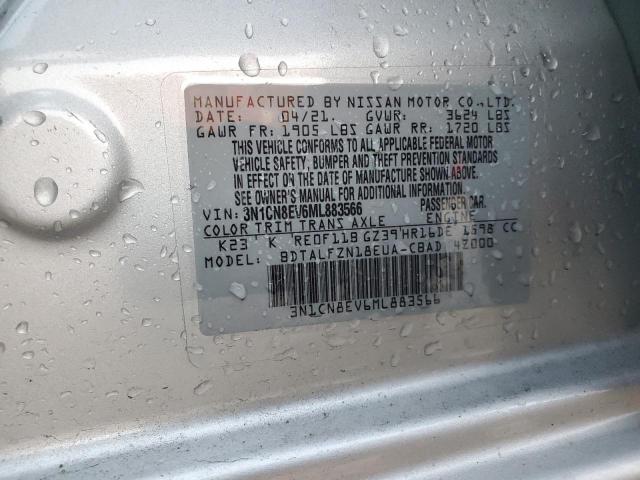 MANUFACTURED BY NISSAN MOTOR CO.,LTD.
DATE: 04/21. GVWR: 3624 LBS
GAWR FR: 1905 LBS GAWR RR: 1720 LBS
THIS VEHICLE CONFORMS TO ALL APPLICABLE FEDERAL MOTOR
VEHICLE SAFETY, BUMPER AND THEFT PREVENTION STANDARDS
IN EFFECT ON THE DATE OF MANUFACTURE SHOWN ABOVE.
SEE OWNER'S MANUAL FOR ADDITIONAL INFORMATION.
VIN: 3N1CN8EV6ML883566 PASSENGER CAR.
COLOR TRIM TRANS AXLE ENGINE
K23 K RE0F11B GZ39 HR16DE 1598 CC
MODEL: BDTALFZN18EUA-CBAD 4Z000
3N1CN8EV6ML883566